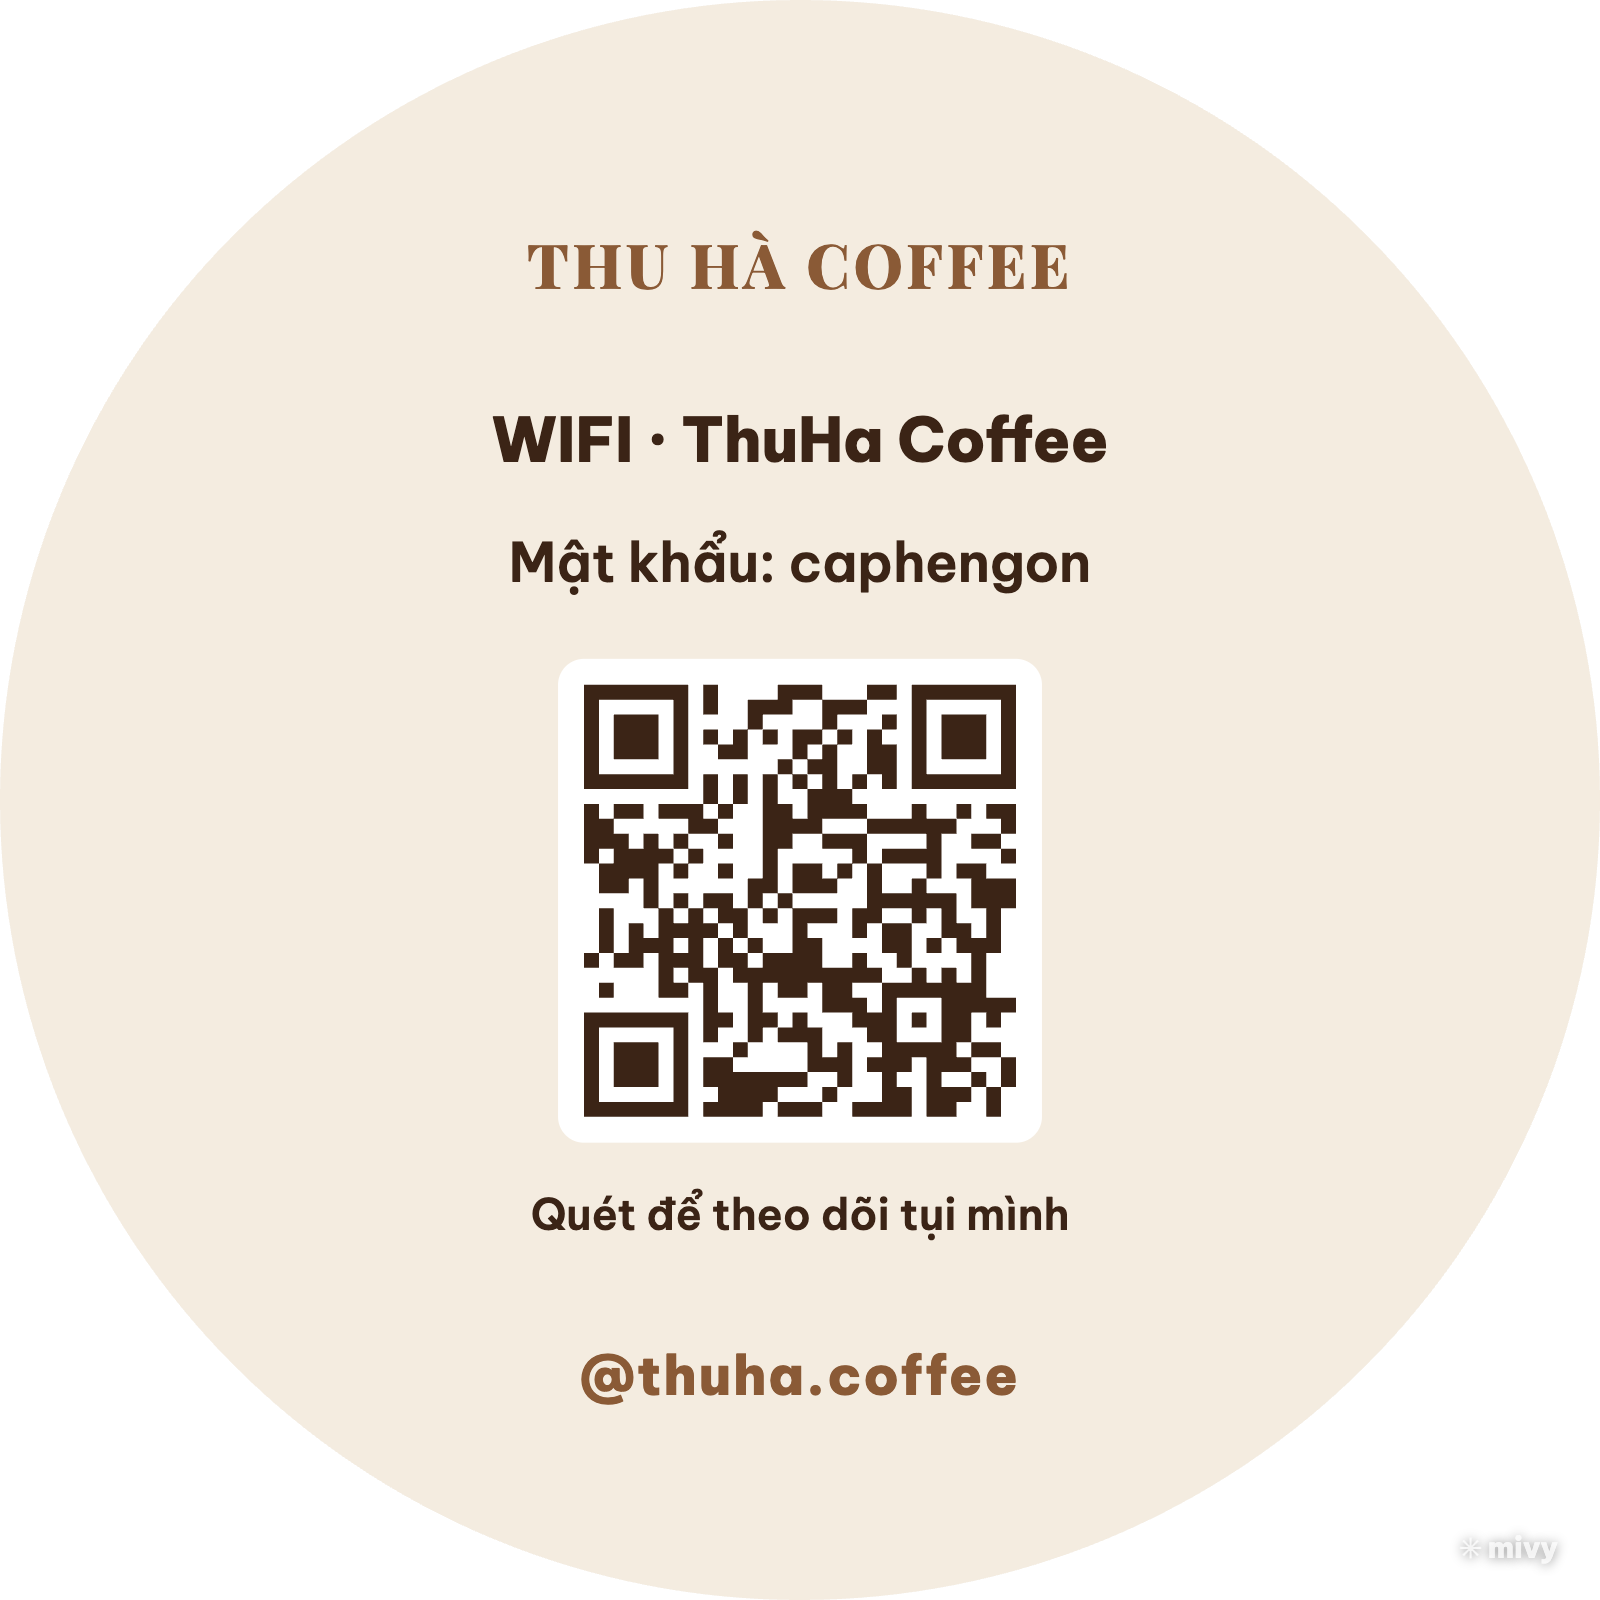 THU HÀ COFFEE
WIFI · ThuHa Coffee
Mật khẩu: caphengon
Quét để theo dõi tụi mình
@thuha.coffee
mivy